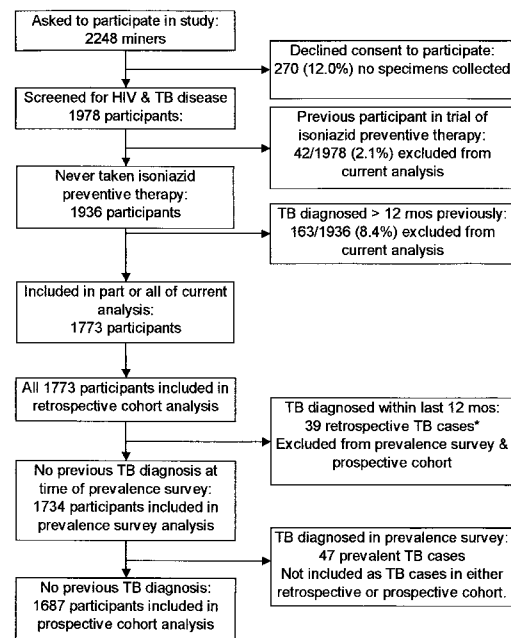 Asked to participate in study:
2248 miners
Declined consent to participate:
270 (12.0%) no specimens collected
Screened for HIV & TB disease
1978 participants:
Previous participant in trial of
isoniazid preventive therapy:
42/1978 (2.1%) excluded from
current analysis
Never taken isoniazid
preventive therapy:
1936 participants
TB diagnosed > 12 mos previously:
163/1936 (8.4%) excluded from
current analysis
Included in part or all of current
analysis:
1773 participants
All 1773 participants included in
retrospective cohort analysis
TB diagnosed within last 12 mos:
39 retrospective TB cases*
Excluded from prevalence survey &
prospective cohort
No previous TB diagnosis at
time of prevalence survey:
1734 participants included in
prevalence survey analysis
TB diagnosed in prevalence survey:
47 prevalent TB cases
Not included as TB cases in either
retrospective or prospective cohort.
No previous TB diagnosis:
1687 participants included in
prospective cohort analysis